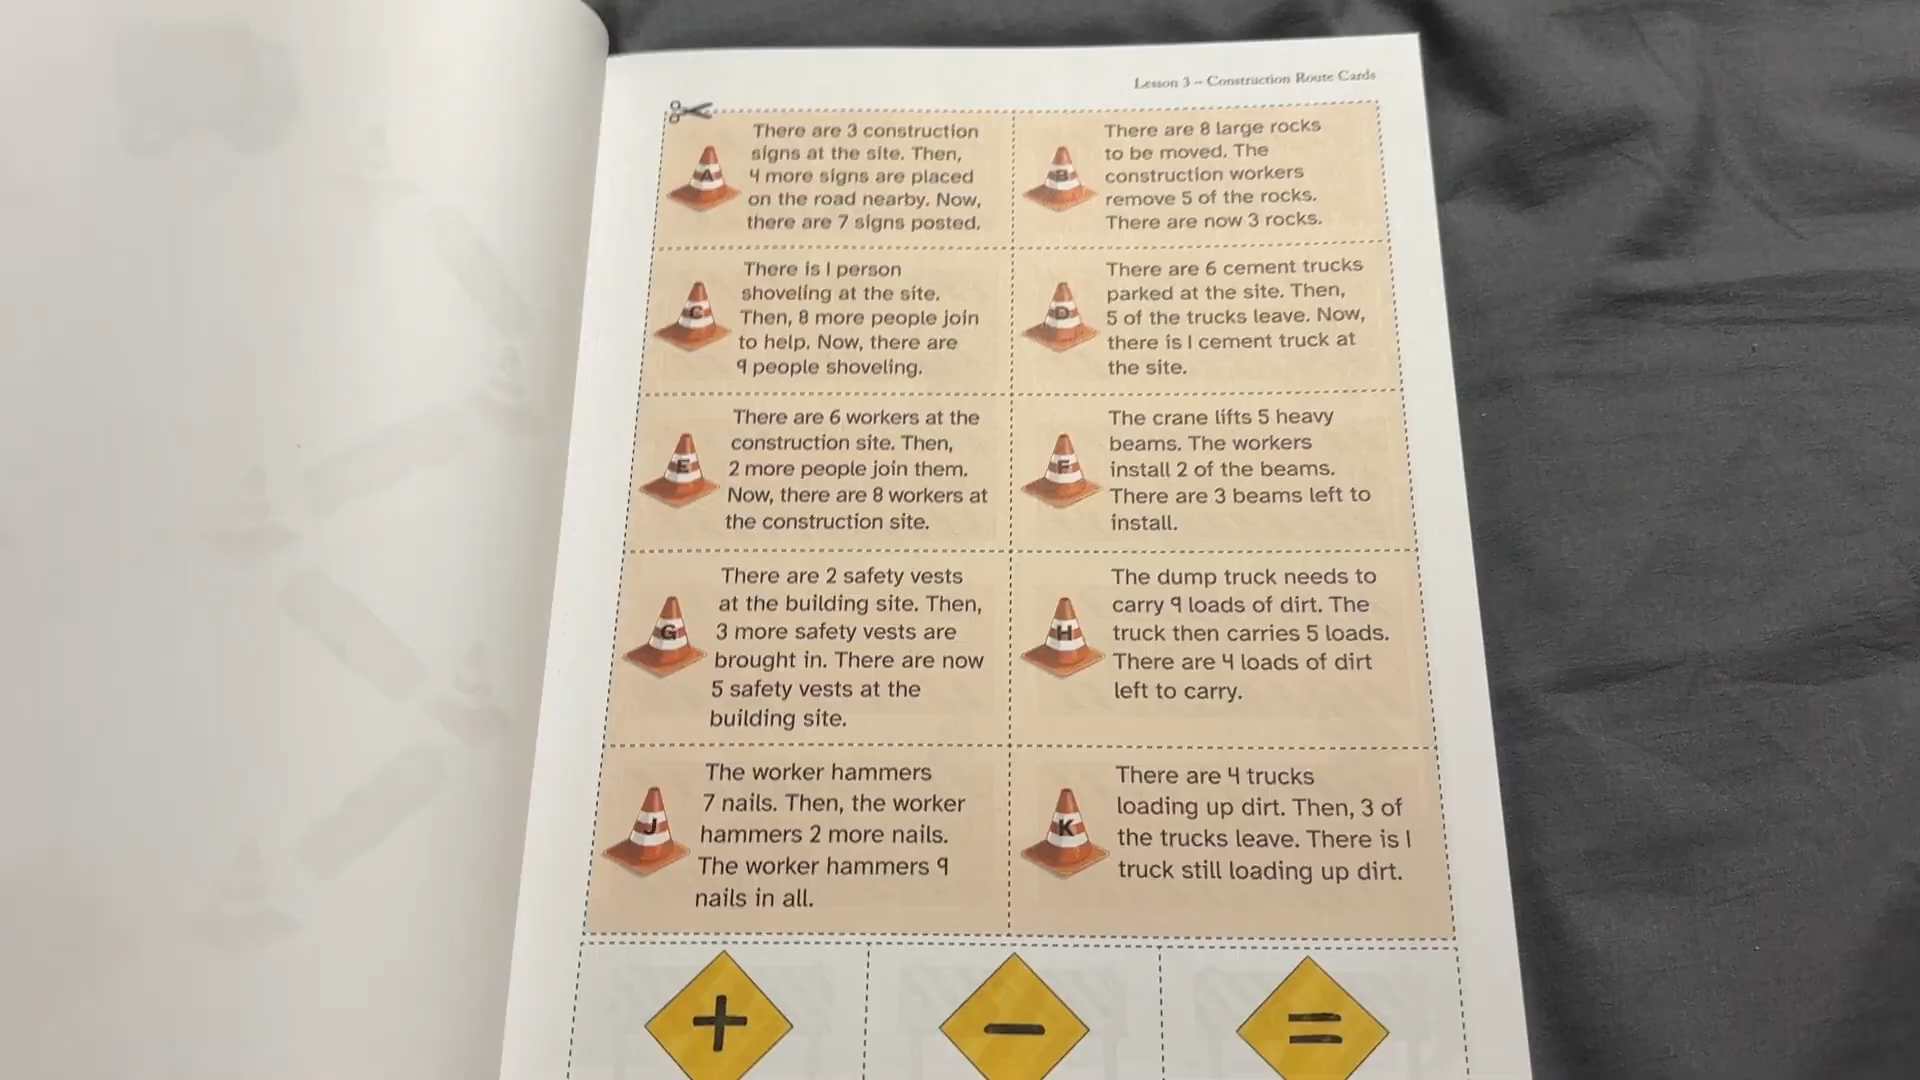 Lesson 3 – Construction Route Cards
A
There are 3 construction
signs at the site. Then,
4 more signs are placed
on the road nearby. Now,
there are 7 signs posted.
B
There are 8 large rocks
to be moved. The
construction workers
remove 5 of the rocks.
There are now 3 rocks.
C
There is 1 person
shoveling at the site.
Then, 8 more people join
to help. Now, there are
9 people shoveling.
D
There are 6 cement trucks
parked at the site. Then,
5 of the trucks leave. Now,
there is 1 cement truck at
the site.
E
There are 6 workers at the
construction site. Then,
2 more people join them.
Now, there are 8 workers at
the construction site.
F
The crane lifts 5 heavy
beams. The workers
install 2 of the beams.
There are 3 beams left to
install.
G
There are 2 safety vests
at the building site. Then,
3 more safety vests are
brought in. There are now
5 safety vests at the
building site.
H
The dump truck needs to
carry 9 loads of dirt. The
truck then carries 5 loads.
There are 4 loads of dirt
left to carry.
J
The worker hammers
7 nails. Then, the worker
hammers 2 more nails.
The worker hammers 9
nails in all.
K
There are 4 trucks
loading up dirt. Then, 3 of
the trucks leave. There is 1
truck still loading up dirt.
+
−
=